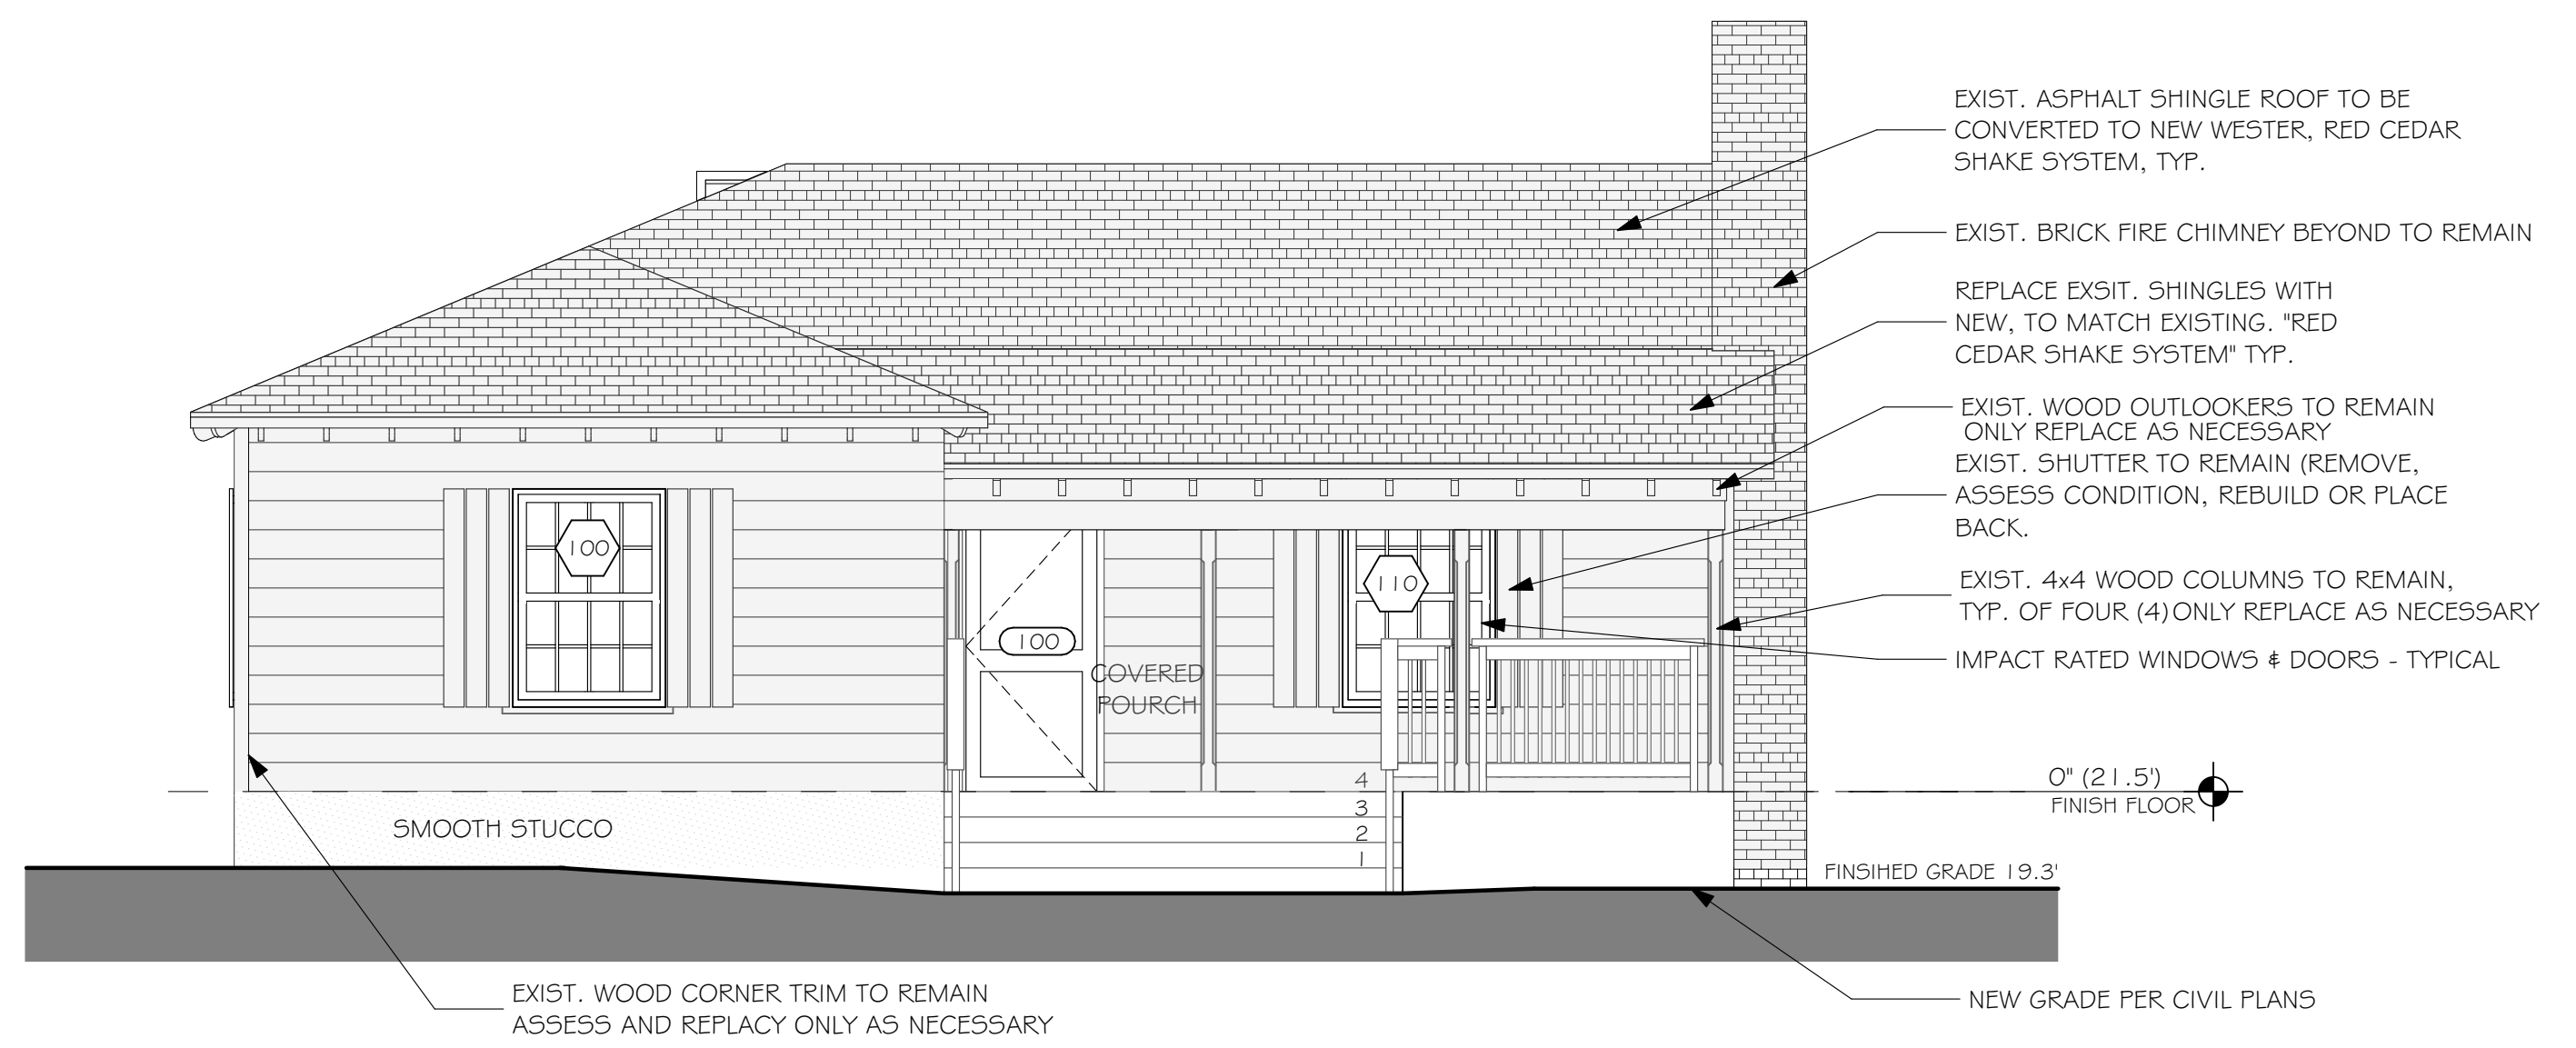 EXIST. ASPHALT SHINGLE ROOF TO BE
CONVERTED TO NEW WESTER, RED CEDAR
SHAKE SYSTEM, TYP.
EXIST. BRICK FIRE CHIMNEY BEYOND TO REMAIN
REPLACE EXSIT. SHINGLES WITH
NEW, TO MATCH EXISTING. "RED
CEDAR SHAKE SYSTEM" TYP.
EXIST. WOOD OUTLOOKERS TO REMAIN
ONLY REPLACE AS NECESSARY
EXIST. SHUTTER TO REMAIN (REMOVE,
ASSESS CONDITION, REBUILD OR PLACE
BACK.
EXIST. 4x4 WOOD COLUMNS TO REMAIN,
TYP. OF FOUR (4) ONLY REPLACE AS NECESSARY
IMPACT RATED WINDOWS & DOORS - TYPICAL
100
110
100
COVERED
POURCH
4
3
2
1
0" (21.5')
FINISH FLOOR
SMOOTH STUCCO
FINSIHED GRADE 19.3'
EXIST. WOOD CORNER TRIM TO REMAIN
ASSESS AND REPLACY ONLY AS NECESSARY
NEW GRADE PER CIVIL PLANS